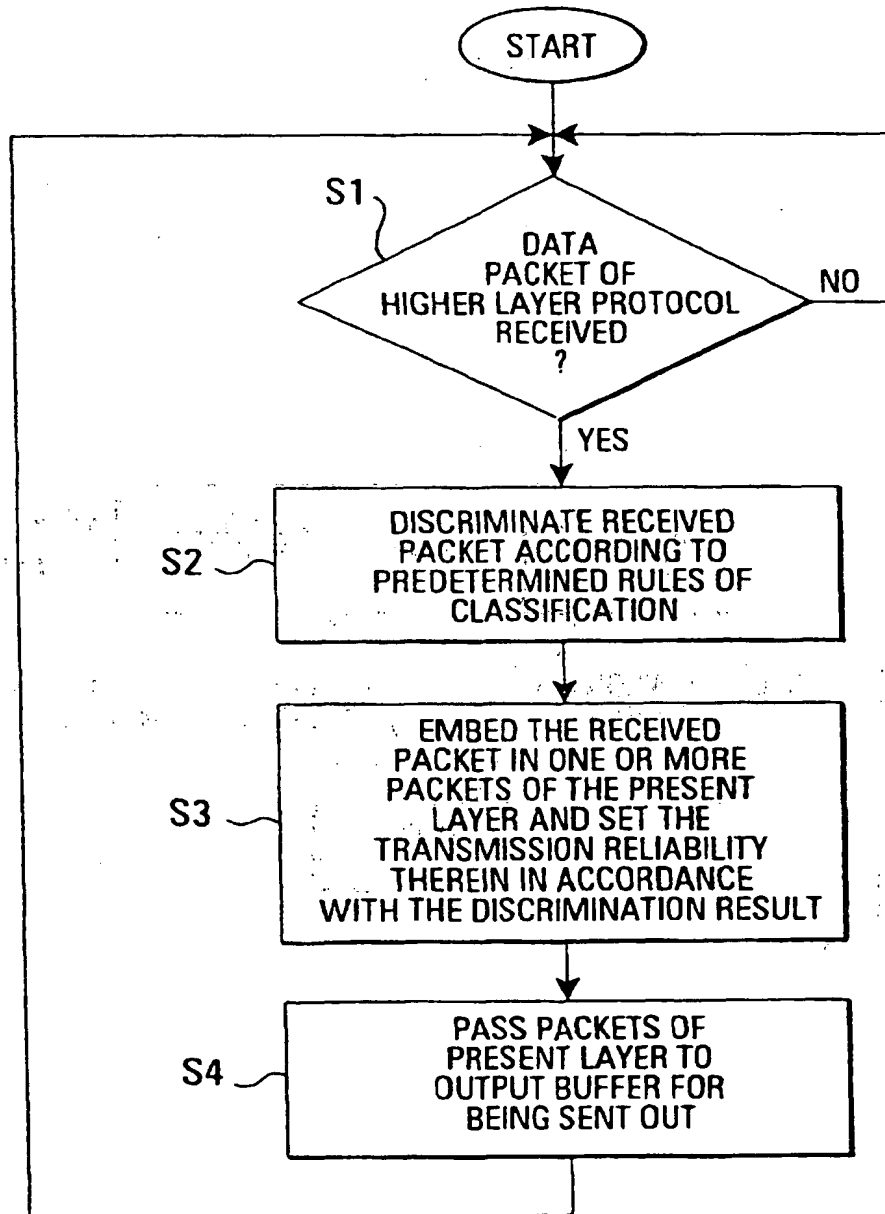 START
S1
DATA
PACKET OF
HIGHER LAYER PROTOCOL
RECEIVED
?
NO
YES
S2
DISCRIMINATE RECEIVED
PACKET ACCORDING TO
PREDETERMINED RULES OF
CLASSIFICATION
S3
EMBED THE RECEIVED
PACKET IN ONE OR MORE
PACKETS OF THE PRESENT
LAYER AND SET THE
TRANSMISSION RELIABILITY
THEREIN IN ACCORDANCE
WITH THE DISCRIMINATION RESULT
S4
PASS PACKETS OF
PRESENT LAYER TO
OUTPUT BUFFER FOR
BEING SENT OUT